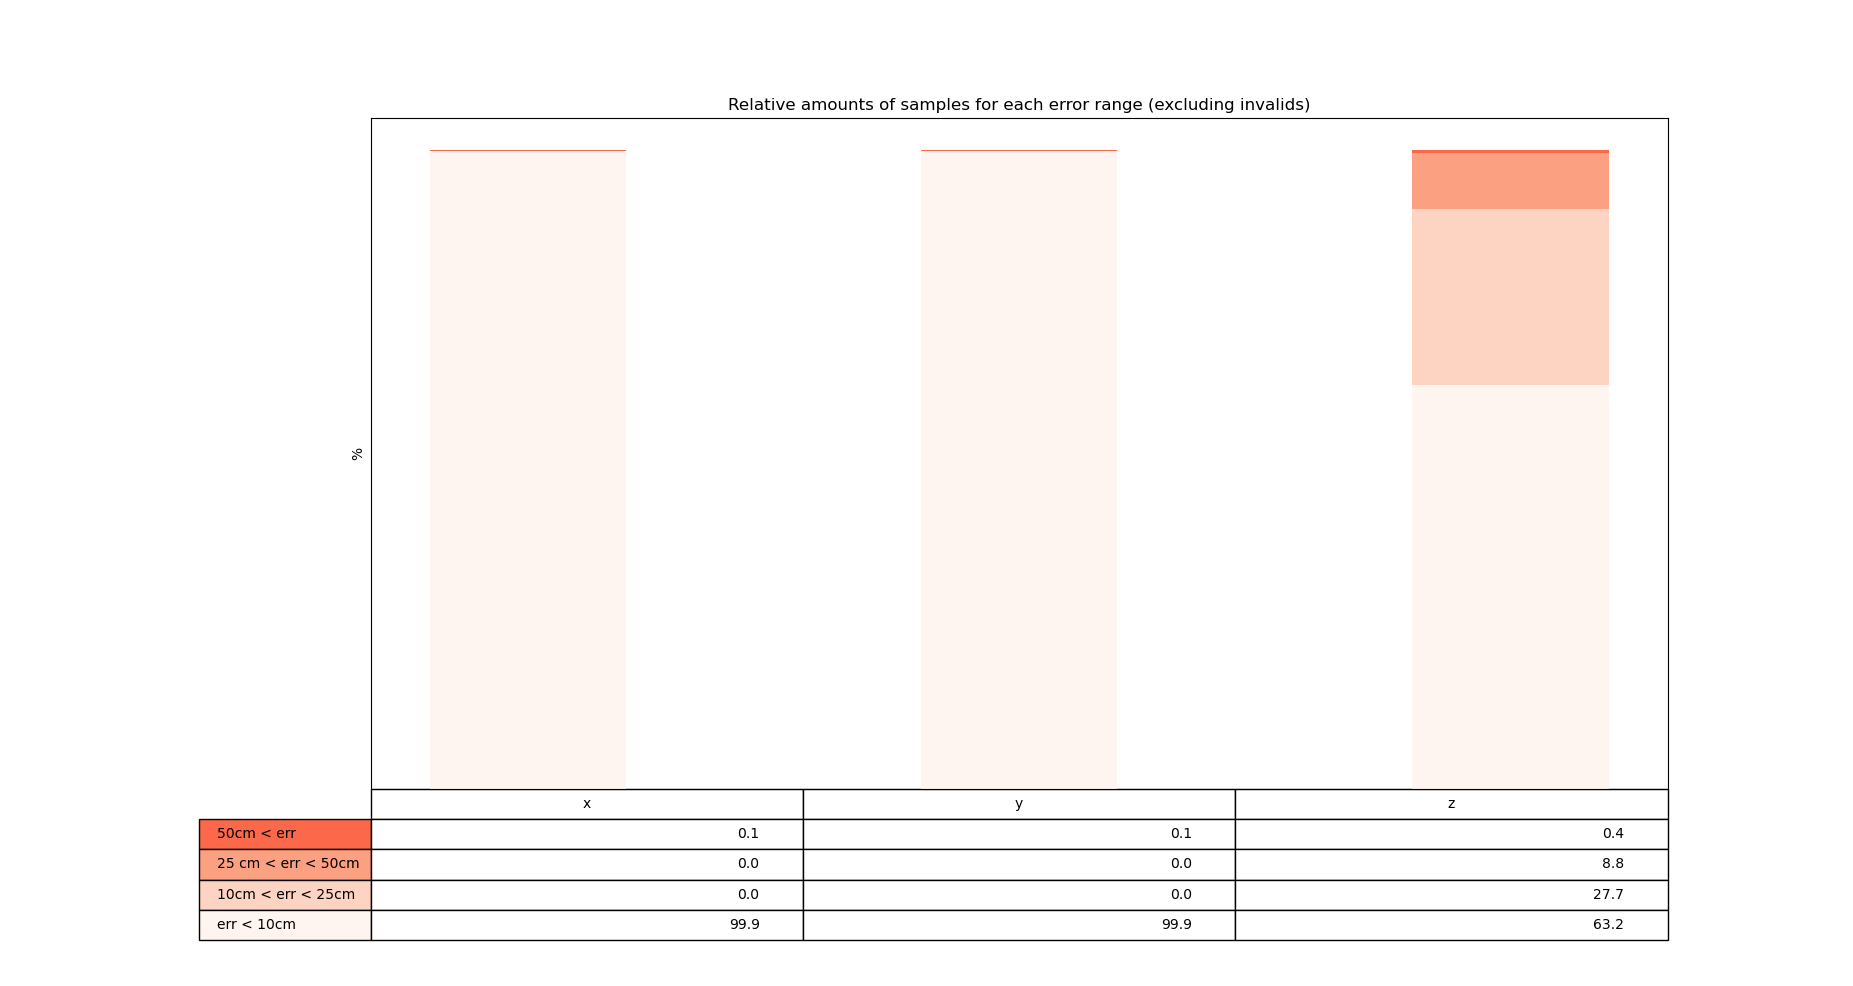 Relative amounts of samples for each error range (excluding invalids)
%
x y z
50cm < err 0.1 0.1 0.4
25 cm < err < 50cm 0.0 0.0 8.8
10cm < err < 25cm 0.0 0.0 27.7
err < 10cm 99.9 99.9 63.2